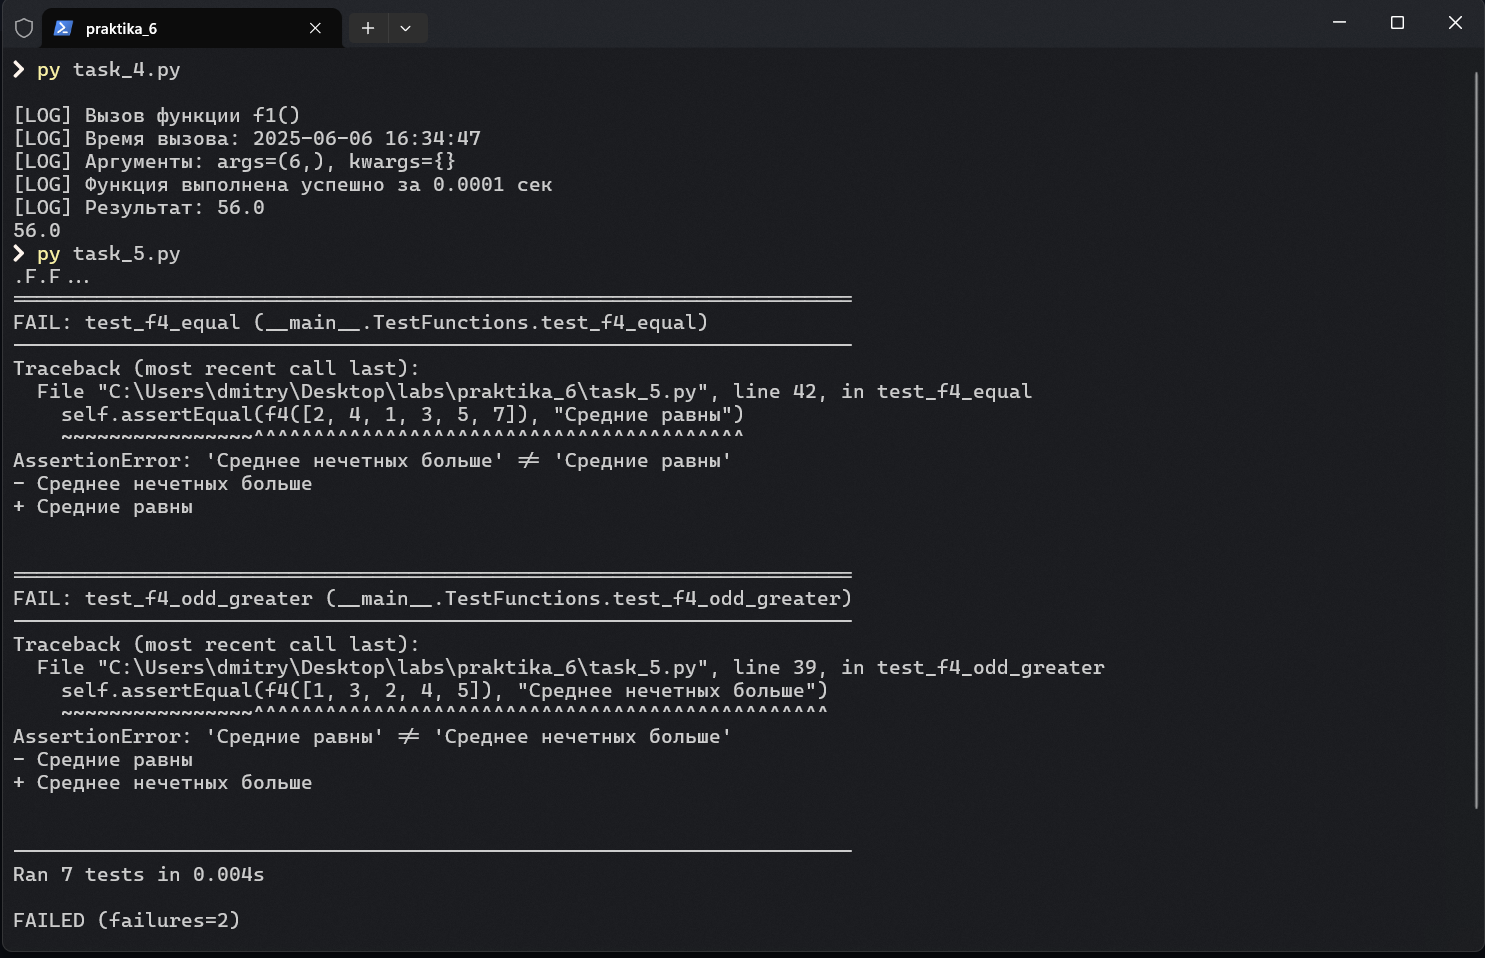 praktika_6
❯ py task_4.py
[LOG] Вызов функции f1()
[LOG] Время вызова: 2025-06-06 16:34:47
[LOG] Аргументы: args=(6,), kwargs={}
[LOG] Функция выполнена успешно за 0.0001 сек
[LOG] Результат: 56.0
56.0
❯ py task_5.py
.F.F...
======================================================================
FAIL: test_f4_equal (__main__.TestFunctions.test_f4_equal)
----------------------------------------------------------------------
Traceback (most recent call last):
  File "C:\Users\dmitry\Desktop\labs\praktika_6\task_5.py", line 42, in test_f4_equal
    self.assertEqual(f4([2, 4, 1, 3, 5, 7]), "Средние равны")
    ~~~~~~~~~~~~~~~~^^^^^^^^^^^^^^^^^^^^^^^^^^^^^^^^^^^^^^^^^
AssertionError: 'Среднее нечетных больше' != 'Средние равны'
- Среднее нечетных больше
+ Средние равны
======================================================================
FAIL: test_f4_odd_greater (__main__.TestFunctions.test_f4_odd_greater)
----------------------------------------------------------------------
Traceback (most recent call last):
  File "C:\Users\dmitry\Desktop\labs\praktika_6\task_5.py", line 39, in test_f4_odd_greater
    self.assertEqual(f4([1, 3, 2, 4, 5]), "Среднее нечетных больше")
    ~~~~~~~~~~~~~~~~^^^^^^^^^^^^^^^^^^^^^^^^^^^^^^^^^^^^^^^^^^^^^^^^
AssertionError: 'Средние равны' != 'Среднее нечетных больше'
- Средние равны
+ Среднее нечетных больше
----------------------------------------------------------------------
Ran 7 tests in 0.004s
FAILED (failures=2)